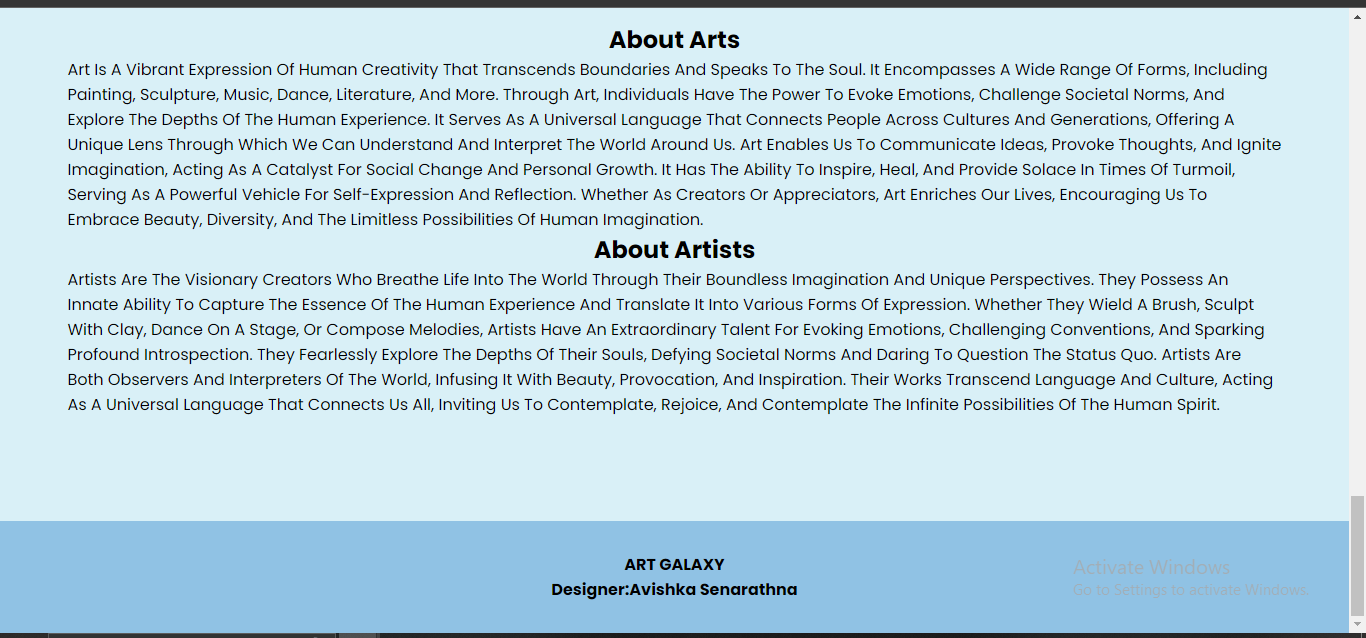 About Arts
Art Is A Vibrant Expression Of Human Creativity That Transcends Boundaries And Speaks To The Soul. It Encompasses A Wide Range Of Forms, Including
Painting, Sculpture, Music, Dance, Literature, And More. Through Art, Individuals Have The Power To Evoke Emotions, Challenge Societal Norms, And
Explore The Depths Of The Human Experience. It Serves As A Universal Language That Connects People Across Cultures And Generations, Offering A
Unique Lens Through Which We Can Understand And Interpret The World Around Us. Art Enables Us To Communicate Ideas, Provoke Thoughts, And Ignite
Imagination, Acting As A Catalyst For Social Change And Personal Growth. It Has The Ability To Inspire, Heal, And Provide Solace In Times Of Turmoil,
Serving As A Powerful Vehicle For Self-Expression And Reflection. Whether As Creators Or Appreciators, Art Enriches Our Lives, Encouraging Us To
Embrace Beauty, Diversity, And The Limitless Possibilities Of Human Imagination.
About Artists
Artists Are The Visionary Creators Who Breathe Life Into The World Through Their Boundless Imagination And Unique Perspectives. They Possess An
Innate Ability To Capture The Essence Of The Human Experience And Translate It Into Various Forms Of Expression. Whether They Wield A Brush, Sculpt
With Clay, Dance On A Stage, Or Compose Melodies, Artists Have An Extraordinary Talent For Evoking Emotions, Challenging Conventions, And Sparking
Profound Introspection. They Fearlessly Explore The Depths Of Their Souls, Defying Societal Norms And Daring To Question The Status Quo. Artists Are
Both Observers And Interpreters Of The World, Infusing It With Beauty, Provocation, And Inspiration. Their Works Transcend Language And Culture, Acting
As A Universal Language That Connects Us All, Inviting Us To Contemplate, Rejoice, And Contemplate The Infinite Possibilities Of The Human Spirit.
ART GALAXY
Designer:Avishka Senarathna
Activate Windows
Go to Settings to activate Windows.